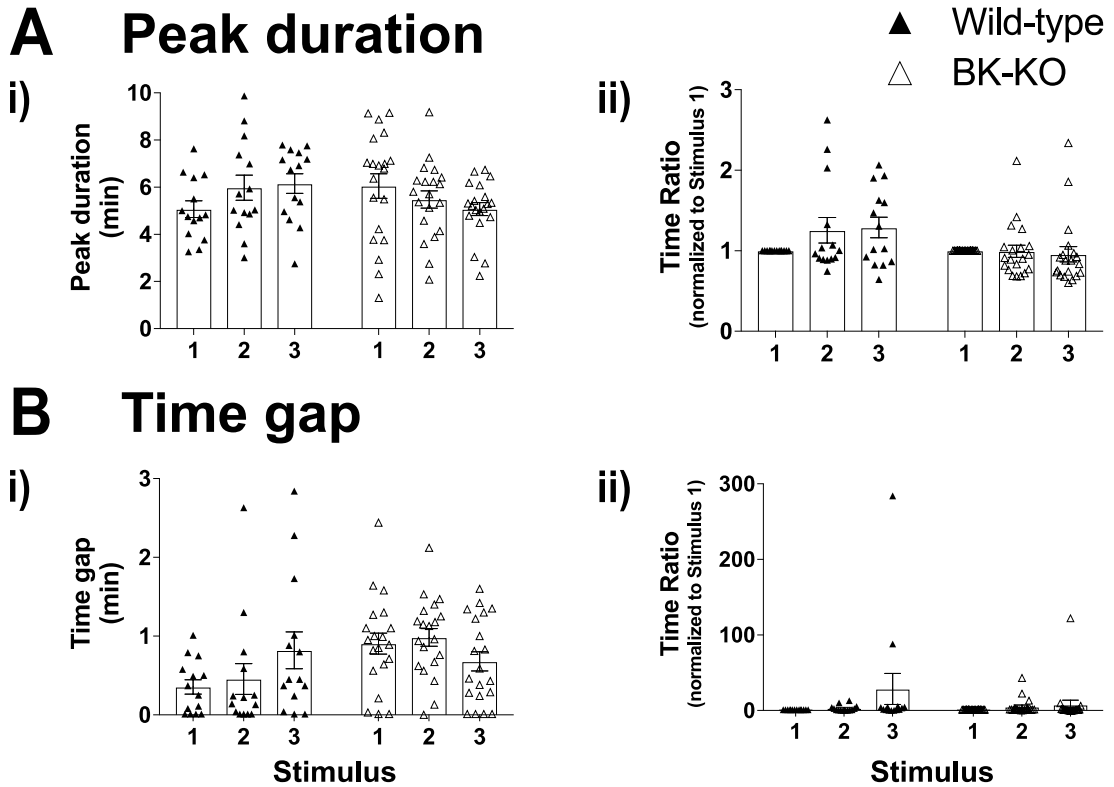 A Peak duration
▲ Wild-type
△ BK-KO
i)
Peak duration
(min)
10
8
6
4
2
0
1 2 3 1 2 3
ii)
Time Ratio
(normalized to Stimulus 1)
3
2
1
0
1 2 3 1 2 3
B Time gap
i)
Time gap
(min)
3
2
1
0
1 2 3 1 2 3
Stimulus
ii)
Time Ratio
(normalized to Stimulus 1)
300
200
100
0
1 2 3 1 2 3
Stimulus